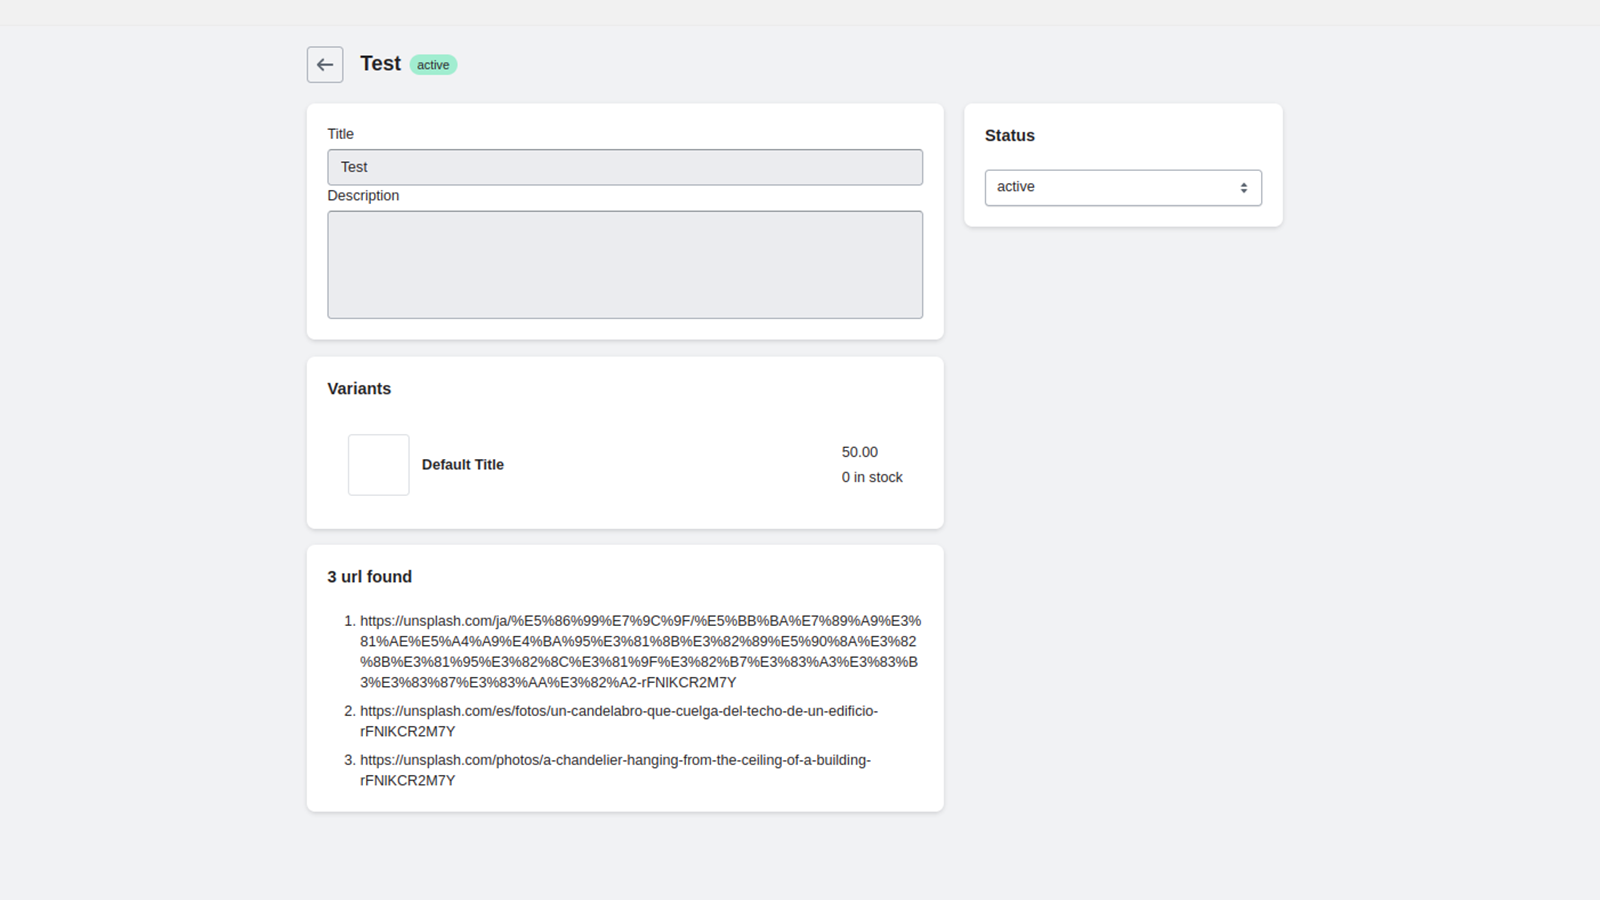 Test active
Title
Test
Description
Status
active
Variants
Default Title
50.00
0 in stock
3 url found
1. https://unsplash.com/ja/%E5%86%99%E7%9C%9F/%E5%BB%BA%E7%89%A9%E3%
81%AE%E5%A4%A9%E4%BA%95%E3%81%8B%E3%82%89%E5%90%8A%E3%82
%8B%E3%81%95%E3%82%8C%E3%81%9F%E3%82%B7%E3%83%A3%E3%83%B
3%E3%83%87%E3%83%AA%E3%82%A2-rFNlKCR2M7Y
2. https://unsplash.com/es/fotos/un-candelabro-que-cuelga-del-techo-de-un-edificio-
rFNlKCR2M7Y
3. https://unsplash.com/photos/a-chandelier-hanging-from-the-ceiling-of-a-building-
rFNlKCR2M7Y